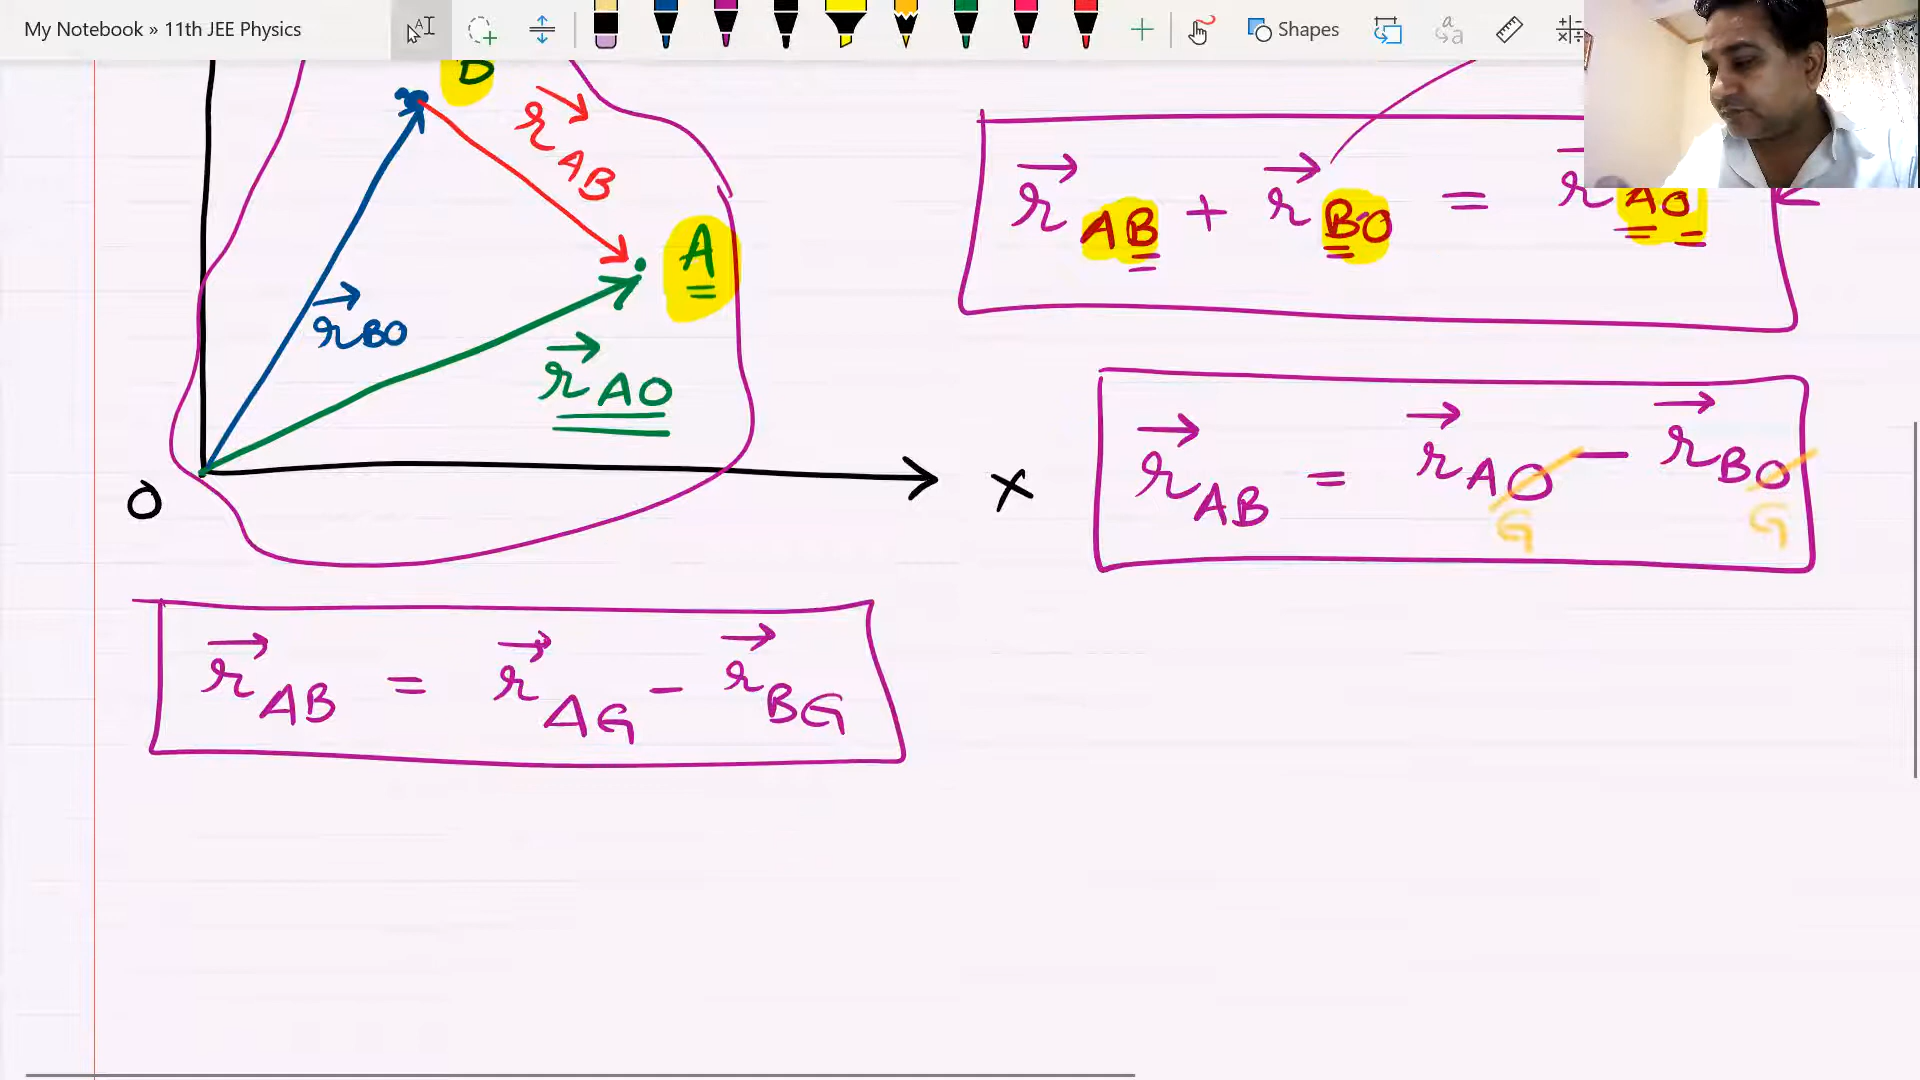 My Notebook » 11th JEE Physics
Shapes
B
r⃗ AB
A
r⃗ BO
r⃗ AO
O
X
r⃗ AB + r⃗ BO = r⃗ AO
r⃗ AB = r⃗ AO − r⃗ BO
G G
r⃗ AB = r⃗ AG − r⃗ BG